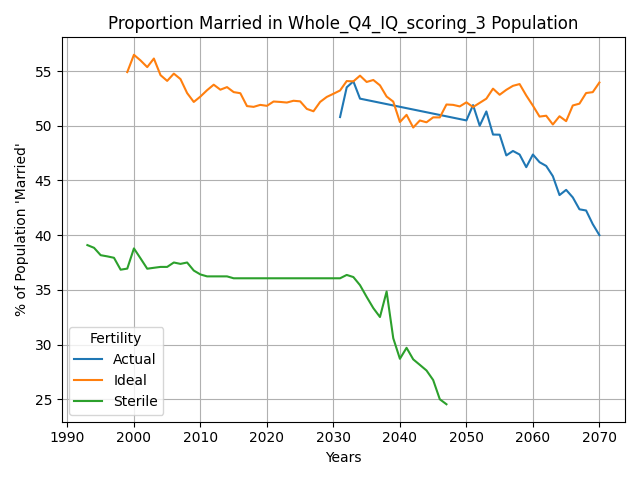 Proportion Married in Whole_Q4_IQ_scoring_3 Population
% of Population 'Married'
55
50
45
40
35
30
25
Fertility
Actual
Ideal
Sterile
1990 2000 2010 2020 2030 2040 2050 2060 2070
Years